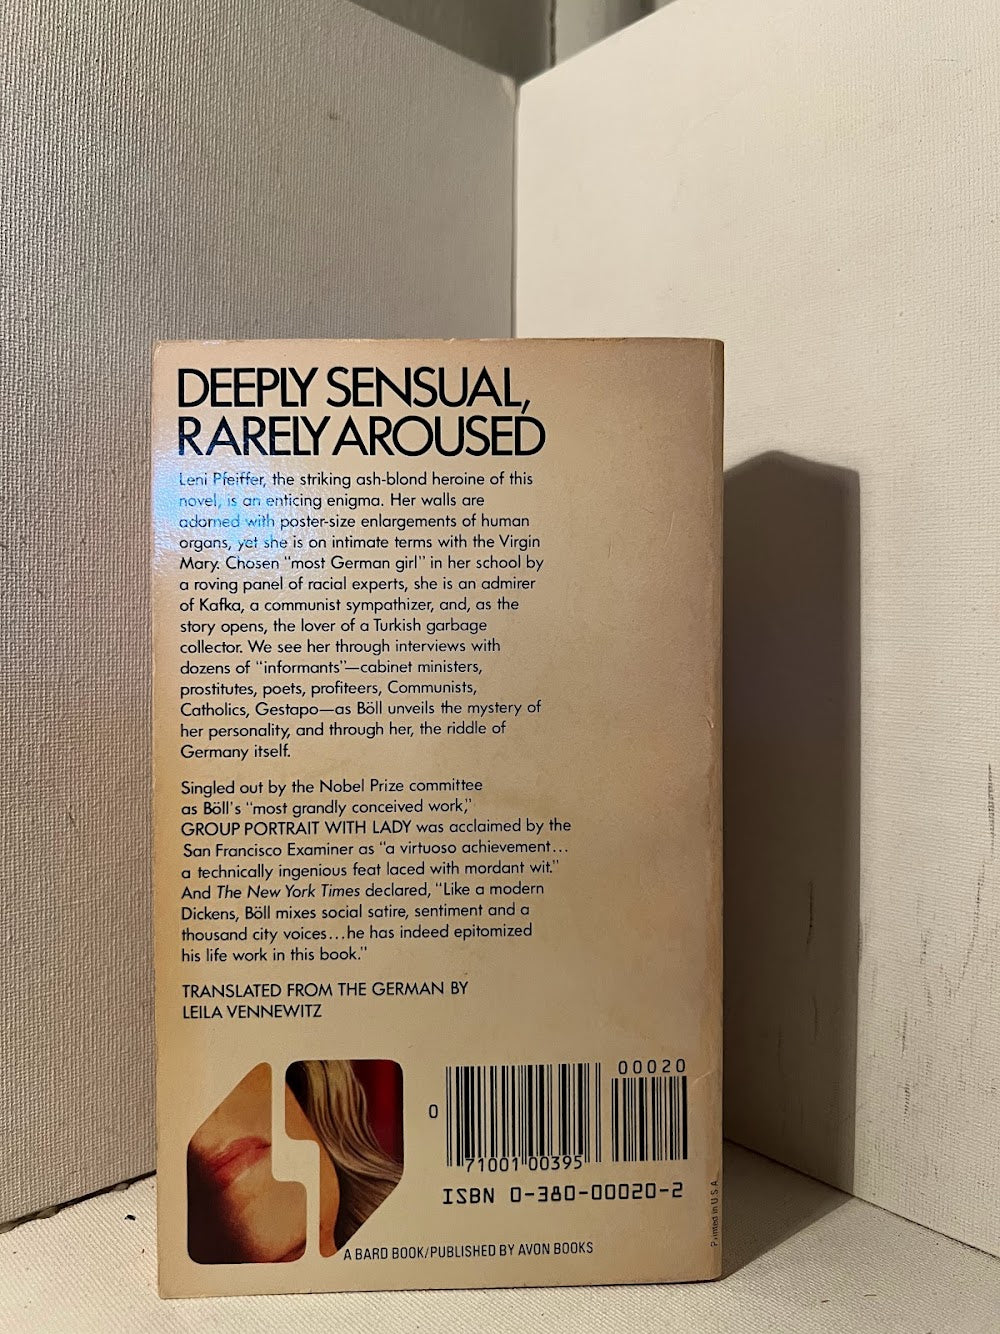 DEEPLY SENSUAL,
RARELY AROUSED
Leni Pfeiffer, the striking ash-blond heroine of this
novel, is an enticing enigma. Her walls are
adorned with poster-size enlargements of human
organs, yet she is on intimate terms with the Virgin
Mary. Chosen "most German girl" in her school by
a roving panel of racial experts, she is an admirer
of Kafka, a communist sympathizer, and, as the
story opens, the lover of a Turkish garbage
collector. We see her through interviews with
dozens of "informants"—cabinet ministers,
prostitutes, poets, profiteers, Communists,
Catholics, Gestapo—as Böll unveils the mystery of
her personality, and through her, the riddle of
Germany itself.
Singled out by the Nobel Prize committee
as Böll's "most grandly conceived work,"
GROUP PORTRAIT WITH LADY was acclaimed by the
San Francisco Examiner as "a virtuoso achievement...
a technically ingenious feat laced with mordant wit."
And The New York Times declared, "Like a modern
Dickens, Böll mixes social satire, sentiment and a
thousand city voices...he has indeed epitomized
his life work in this book."
TRANSLATED FROM THE GERMAN BY
LEILA VENNEWITZ
00020
0
71001 00395
ISBN 0-380-00020-2
A BARD BOOK/PUBLISHED BY AVON BOOKS
Printed in U.S.A.